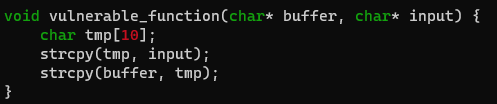 void vulnerable_function(char* buffer, char* input) {
    char tmp[10];
    strcpy(tmp, input);
    strcpy(buffer, tmp);
}